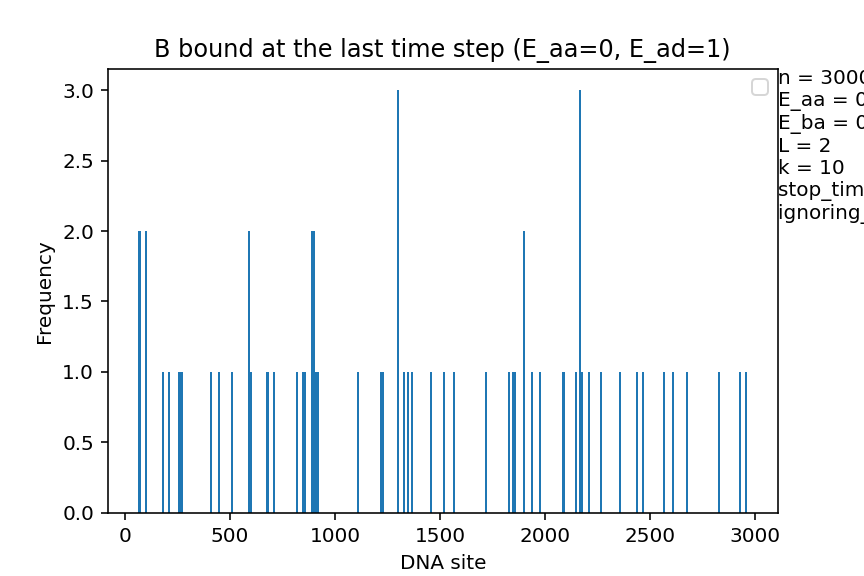 B bound at the last time step (E_aa=0, E_ad=1)
3.0
2.5
2.0
1.5
1.0
0.5
0.0
Frequency
0 500 1000 1500 2000 2500 3000
DNA site
n = 3000
E_aa = 0
E_ba = 0
L = 2
k = 10
stop_tim
ignoring_